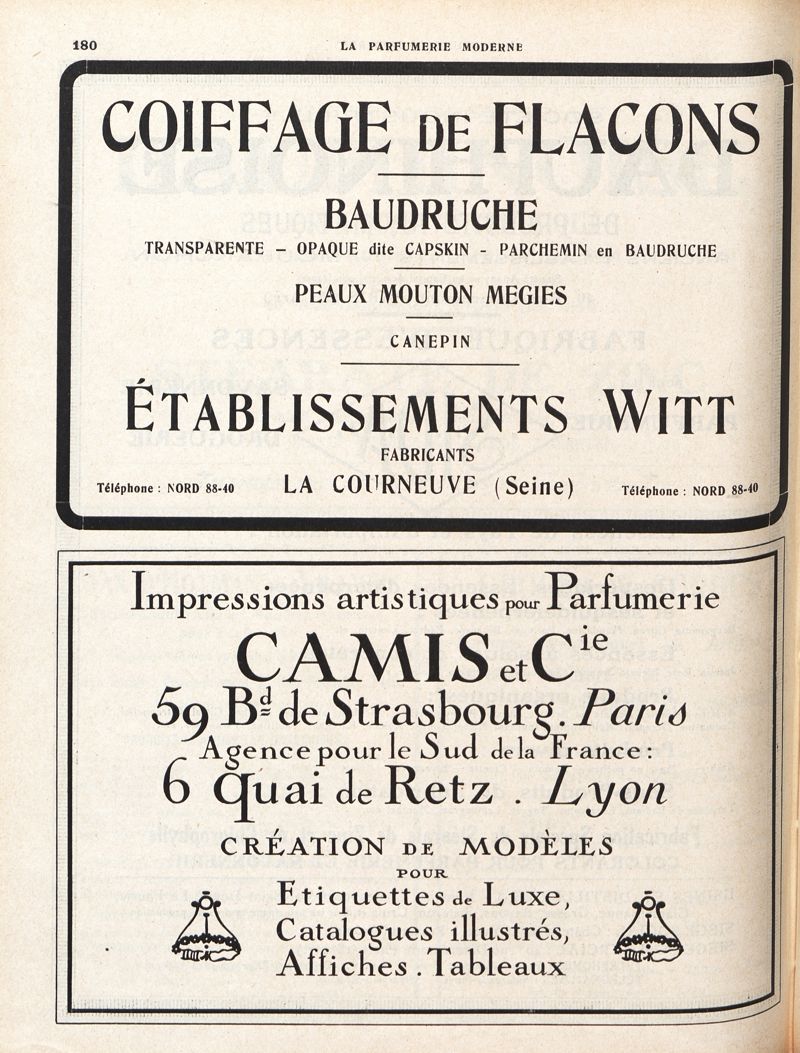 180
LA PARFUMERIE MODERNE
COIFFAGE DE FLACONS
BAUDRUCHE
TRANSPARENTE – OPAQUE dite CAPSKIN - PARCHEMIN en BAUDRUCHE
PEAUX MOUTON MEGIES
CANEPIN
ÉTABLISSEMENTS WITT
FABRICANTS
Téléphone : NORD 88-40 LA COURNEUVE (Seine) Téléphone : NORD 88-40
Impressions artistiques pour Parfumerie
CAMIS et Cie
59 Bd de Strasbourg. Paris
Agence pour le Sud de la France :
6 quai de Retz . Lyon
CRÉATION DE MODÈLES
POUR
Etiquettes de Luxe,
Catalogues illustrés,
Affiches . Tableaux